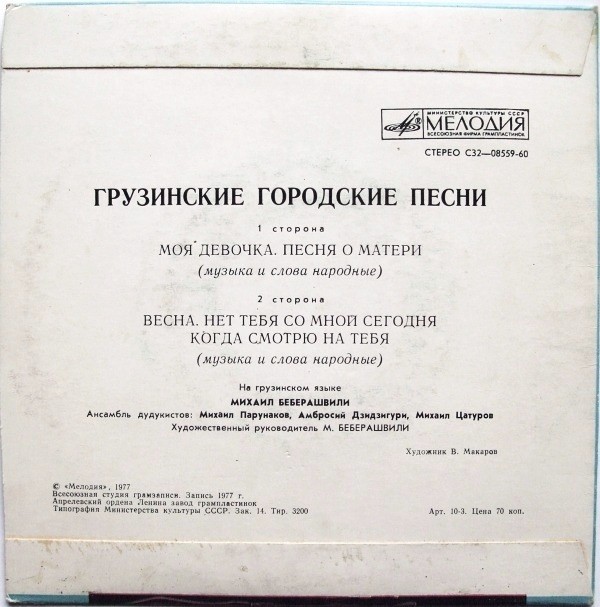 МИНИСТЕРСТВО КУЛЬТУРЫ СССР
МЕЛОДИЯ
ВСЕСОЮЗНАЯ ФИРМА ГРАМПЛАСТИНОК
СТЕРЕО С32—08559-60
ГРУЗИНСКИЕ ГОРОДСКИЕ ПЕСНИ
1 сторона
МОЯ ДЕВОЧКА. ПЕСНЯ О МАТЕРИ
(музыка и слова народные)
2 сторона
ВЕСНА. НЕТ ТЕБЯ СО МНОЙ СЕГОДНЯ
КОГДА СМОТРЮ НА ТЕБЯ
(музыка и слова народные)
На грузинском языке
МИХАИЛ БЕБЕРАШВИЛИ
Ансамбль дудукистов: Михаил Парунаков, Амбросий Дзидзигури, Михаил Цатуров
Художественный руководитель М. БЕБЕРАШВИЛИ
Художник В. Макаров
© «Мелодия», 1977
Всесоюзная студия грамзаписи. Запись 1977 г.
Апрелевский ордена Ленина завод грампластинок
Типография Министерства культуры СССР. Зак. 14. Тир. 3200
Арт. 10-3. Цена 70 коп.